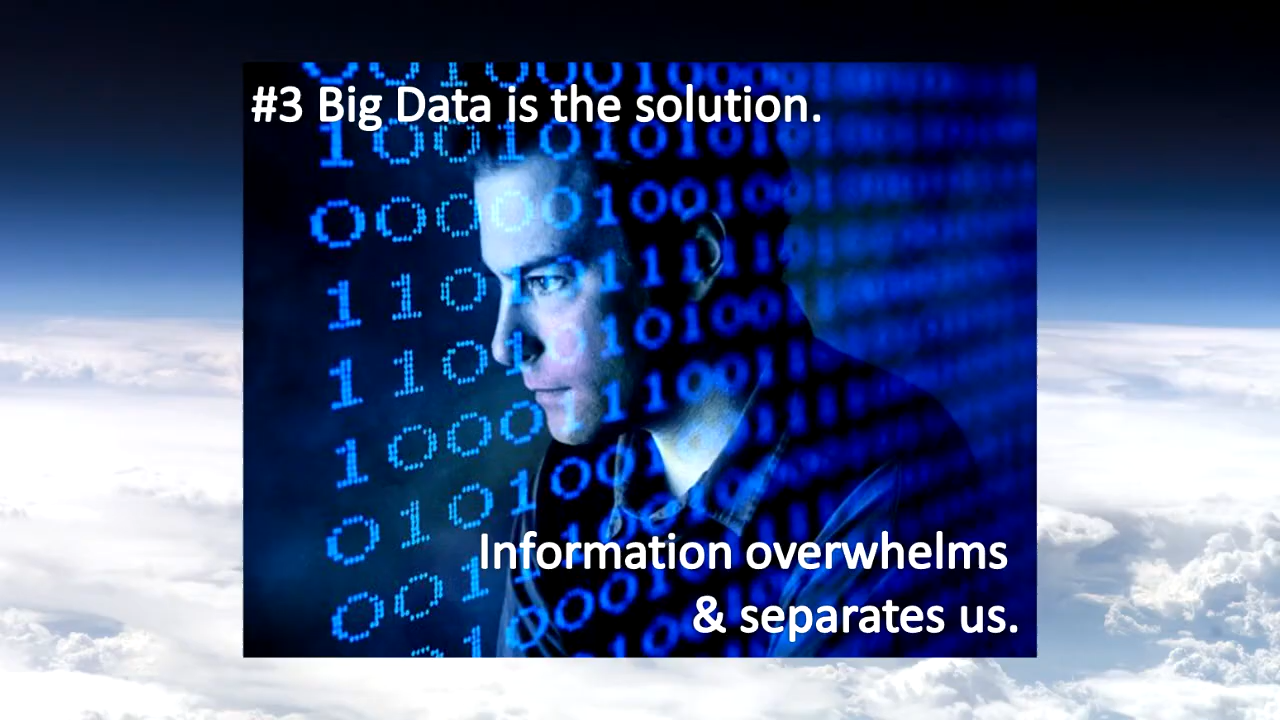 #3 Big Data is the solution.
Information overwhelms
& separates us.